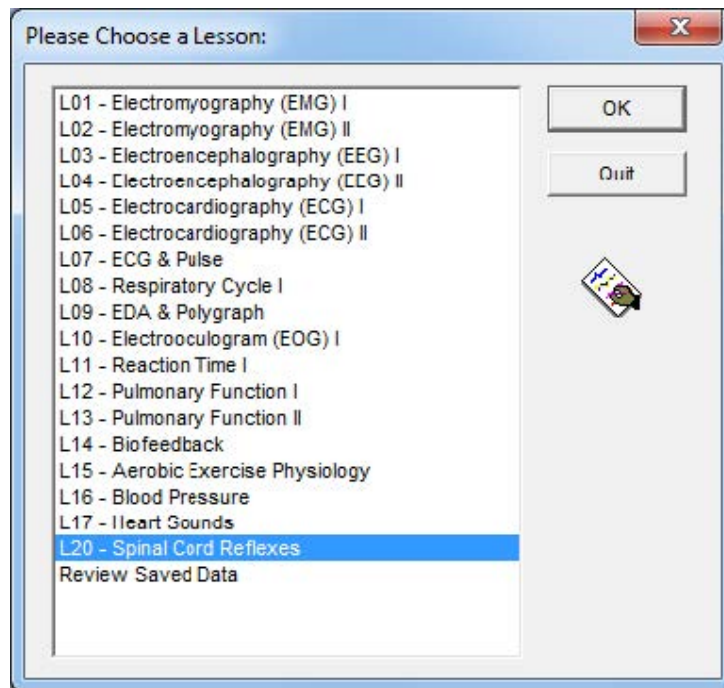 Please Choose a Lesson:
L01 - Electromyography (EMG) I
L02 - Electromyography (EMG) II
L03 - Electroencephalography (EEG) I
L04 - Electroencephalography (EEG) II
L05 - Electrocardiography (ECG) I
L06 - Electrocardiography (ECG) II
L07 - ECG & Pulse
L08 - Respiratory Cycle I
L09 - EDA & Polygraph
L10 - Electrooculogram (EOG) I
L11 - Reaction Time I
L12 - Pulmonary Function I
L13 - Pulmonary Function II
L14 - Biofeedback
L15 - Aerobic Exercise Physiology
L16 - Blood Pressure
L17 - Heart Sounds
L20 - Spinal Cord Reflexes
Review Saved Data
OK
Quit